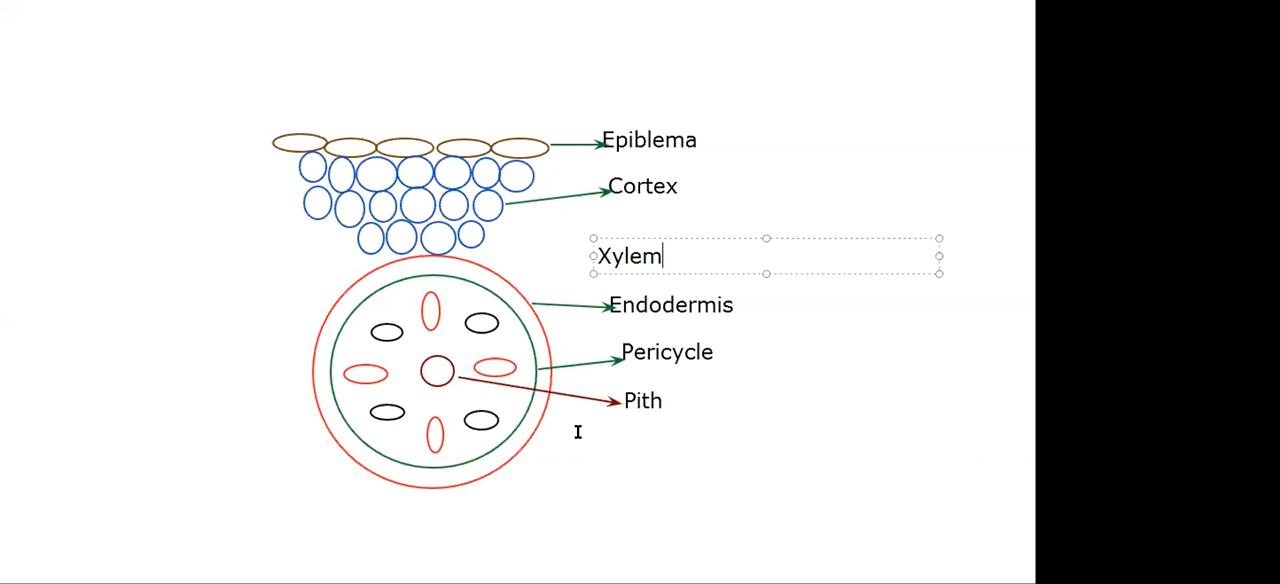 Epiblema
Cortex
Xylem
Endodermis
Pericycle
Pith